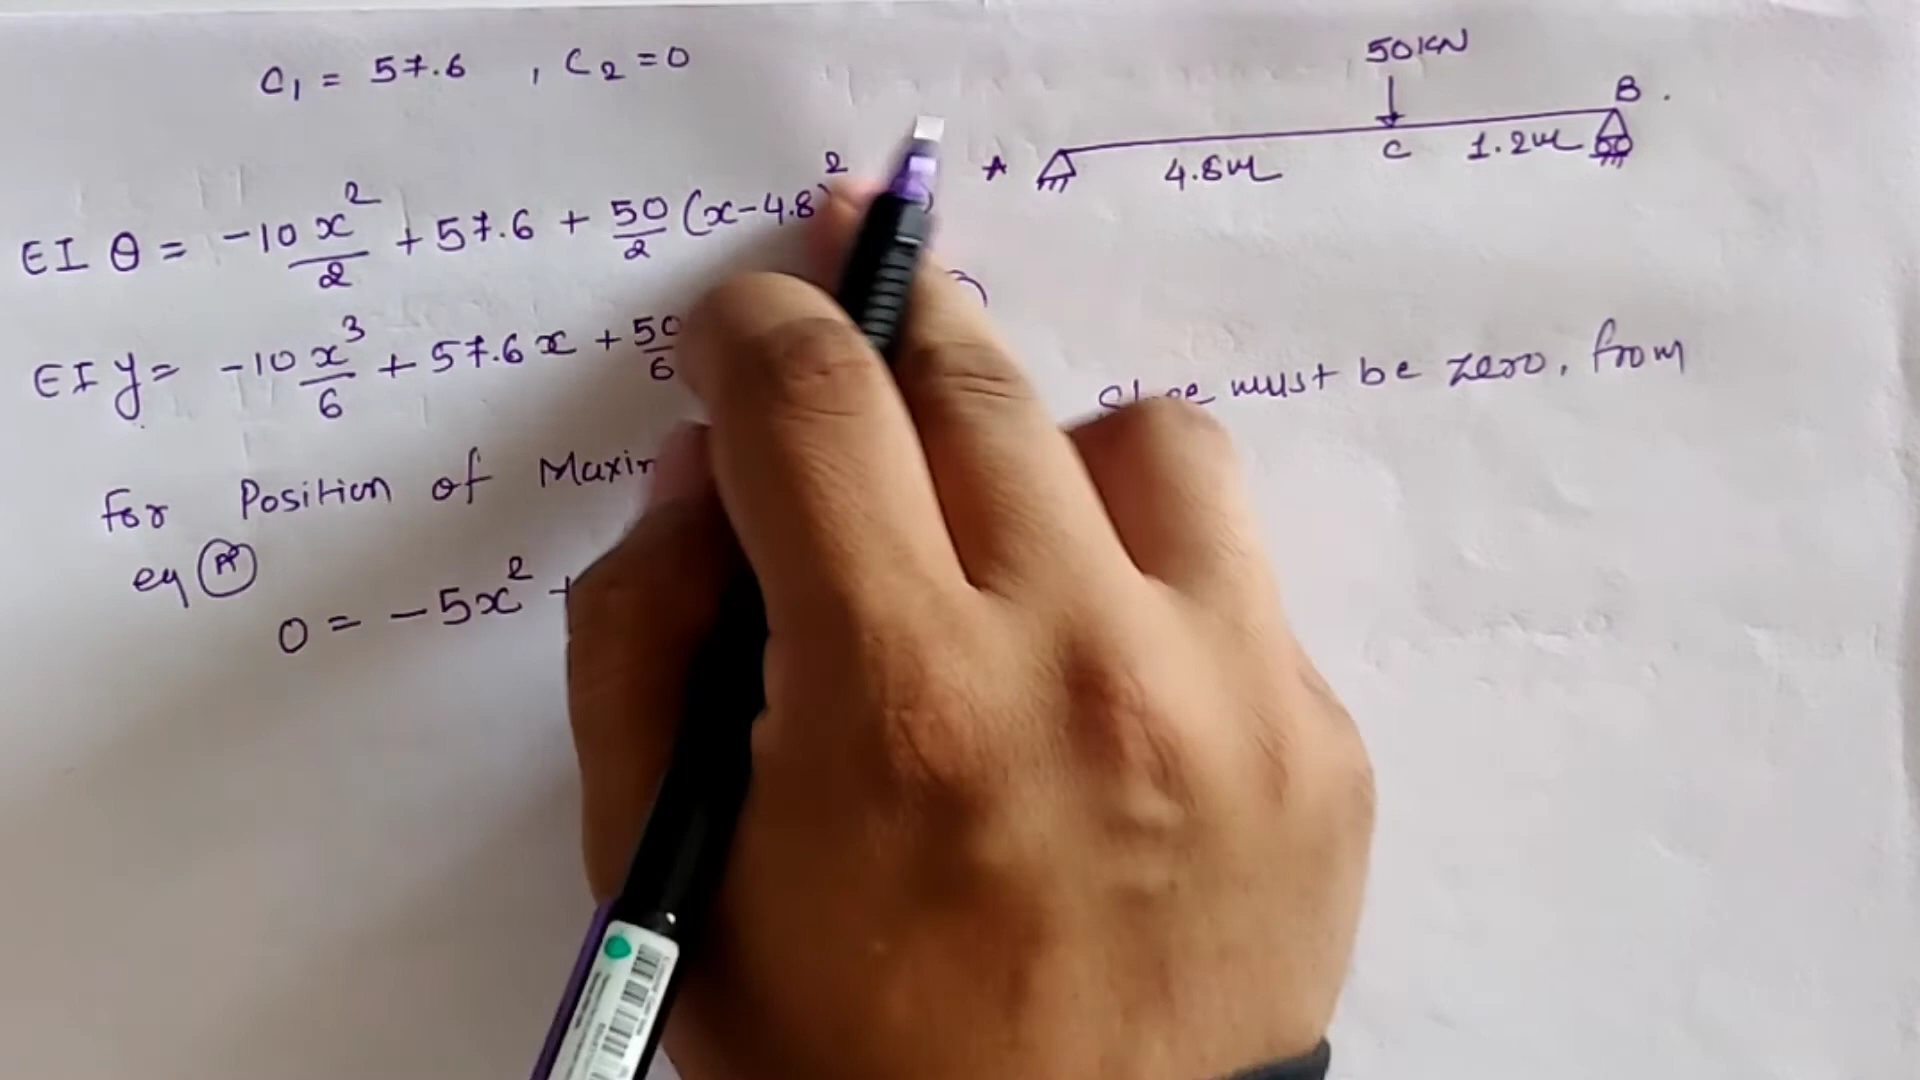 C₁ = 57.6 , C₂ = 0
50KN
B .
A
4.8m
C
1.2m
EI θ = -10 x²/2 + 57.6 + 50/2 (x-4.8)²
EI y = -10 x³/6 + 57.6 x + 50/6
For Position of
must be zero, from
eq
0 = -5x² +